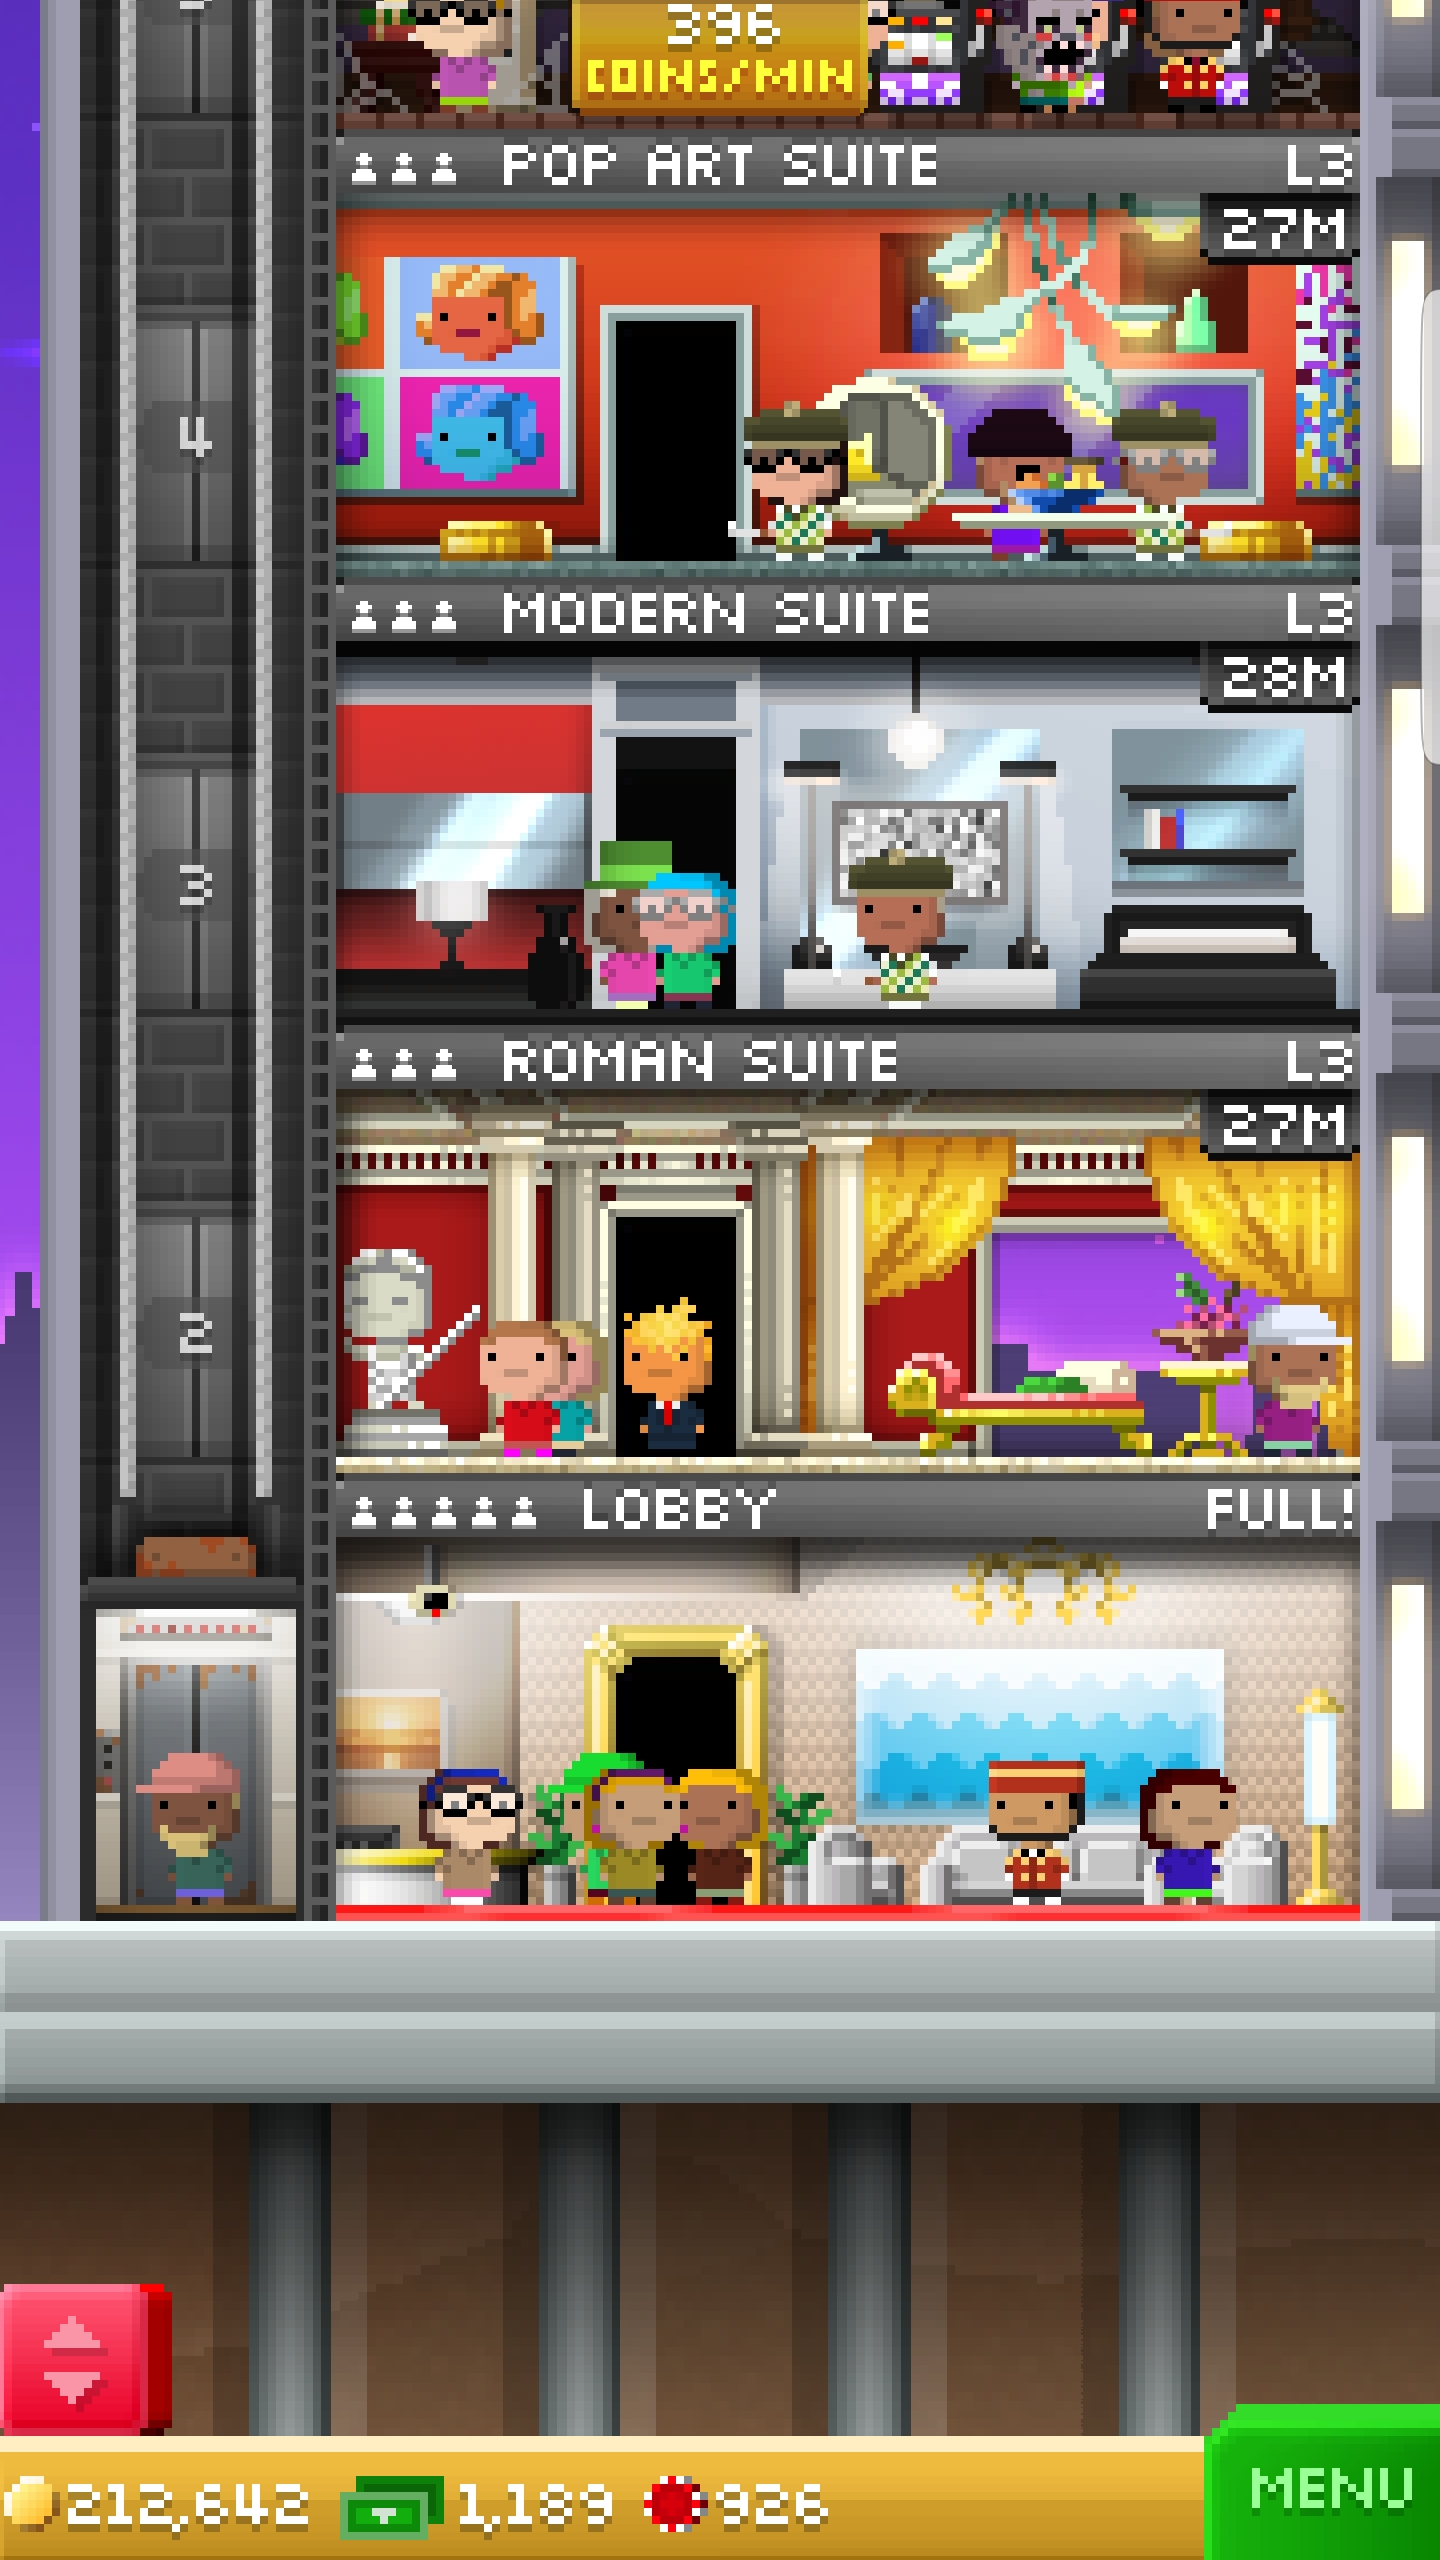 396
COINS/MIN
POP ART SUITE L3
27M
4
MODERN SUITE L3
28M
3
ROMAN SUITE L3
27M
2
LOBBY FULL!
MENU
212,642 1,189 926